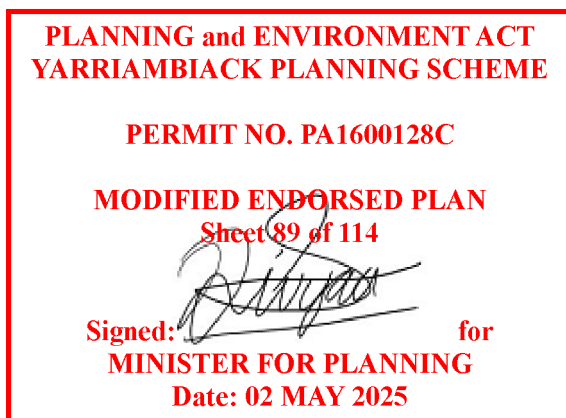 PLANNING and ENVIRONMENT ACT
YARRIAMBIACK PLANNING SCHEME
PERMIT NO. PA1600128C
MODIFIED ENDORSED PLAN
Sheet 89 of 114
Signed: for
MINISTER FOR PLANNING
Date: 02 MAY 2025